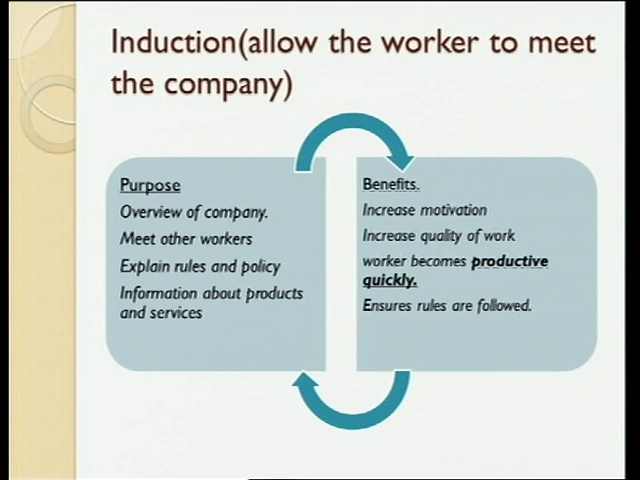 Induction(allow the worker to meet
the company)
Purpose
Overview of company.
Meet other workers
Explain rules and policy
Information about products
and services
Benefits.
Increase motivation
Increase quality of work
worker becomes productive
quickly.
Ensures rules are followed.